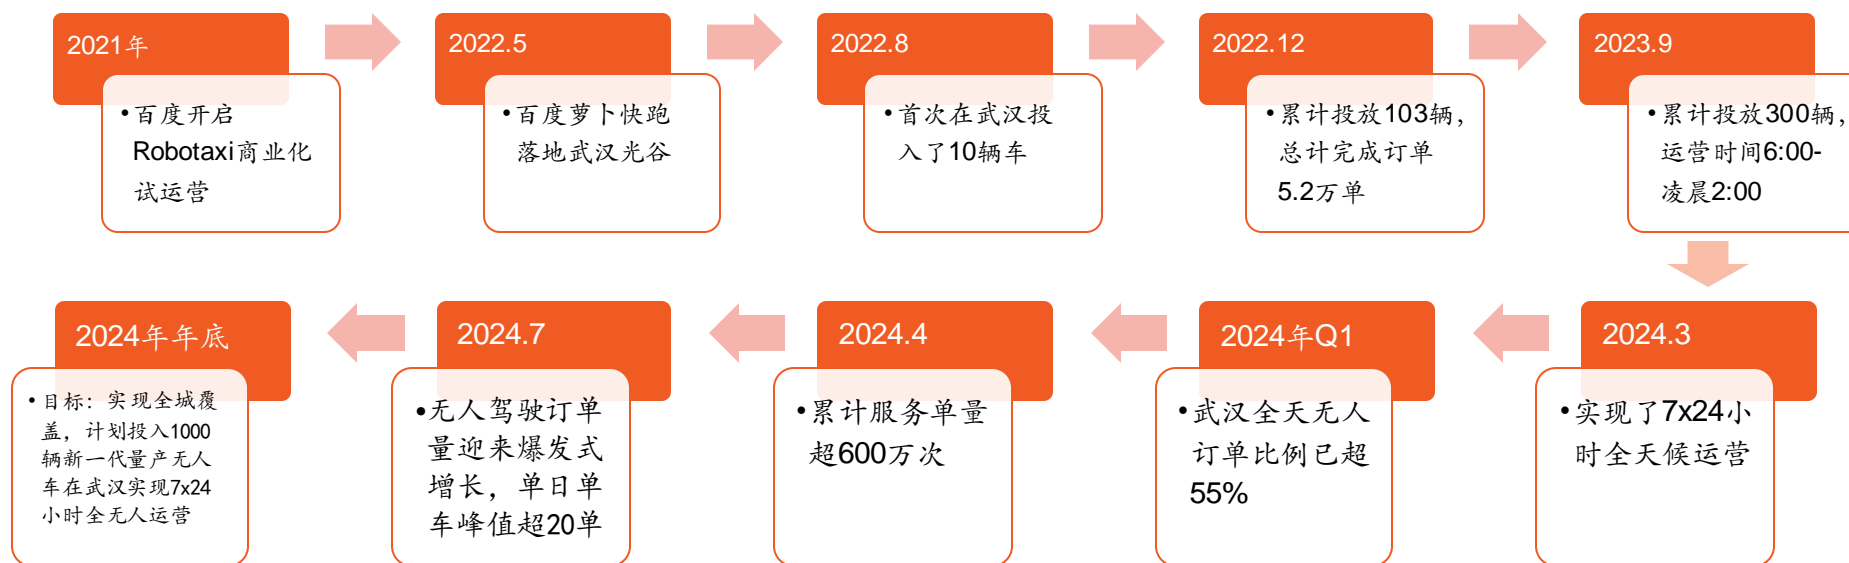 2021年
•百度开启
Robotaxi商业化
试运营
2022.5
•百度萝卜快跑
落地武汉光谷
2022.8
•首次在武汉投
入了10辆车
2022.12
•累计投放103辆，
总计完成订单
5.2万单
2023.9
•累计投放300辆，
运营时间6:00-
凌晨2:00
2024.3
•实现了7x24小
时全天候运营
2024年Q1
•武汉全天无人
订单比例已超
55%
2024.4
•累计服务单量
超600万次
2024.7
•无人驾驶订单
量迎来爆发式
增长，单日单
车峰值超20单
2024年年底
•目标：实现全城覆
盖，计划投入1000
辆新一代量产无人
车在武汉实现7x24
小时全无人运营